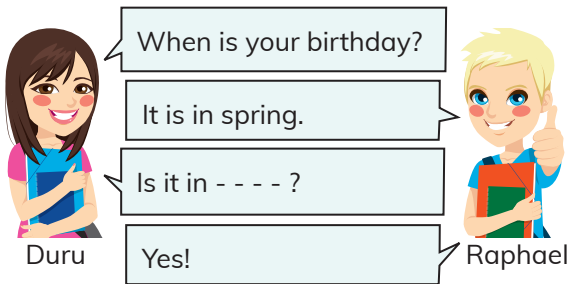 When is your birthday?
It is in spring.
Is it in - - - - ?
Yes!
Duru
Raphael